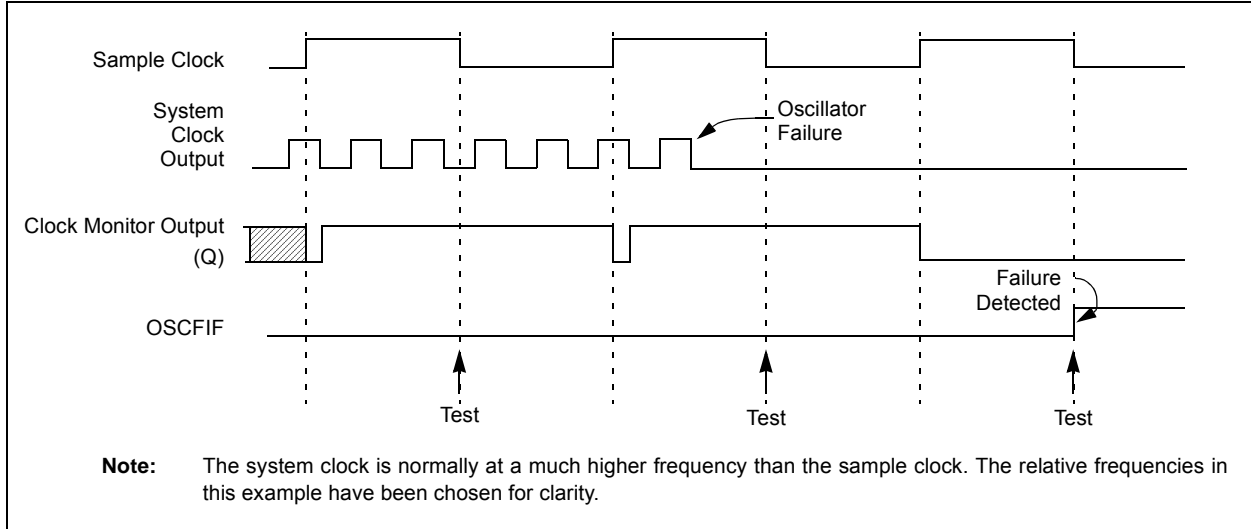 Sample Clock
System
Clock
Output
Oscillator
Failure
Clock Monitor Output
(Q)
Failure
Detected
OSCFIF
Test
Test
Test
Note: The system clock is normally at a much higher frequency than the sample clock. The relative frequencies in
this example have been chosen for clarity.